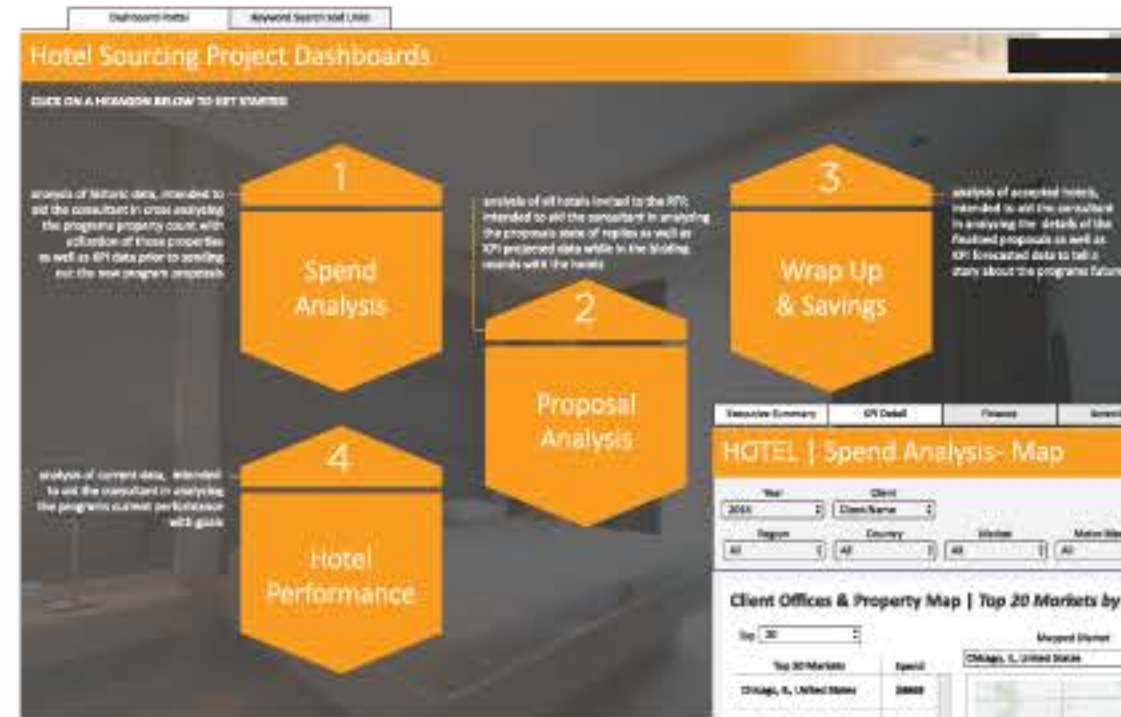 Dashboard Portal
Keyword Search and Links
Hotel Sourcing Project Dashboards
CLICK ON A HEXAGON BELOW TO GET STARTED
1
analysis of historic data, intended to
aid the consultant in cross analyzing
the programs property count with
utilization of those properties
as well as KPI data prior to sending
out the new program proposals
Spend
Analysis
analysis of all hotels invited to the RFP,
intended to aid the consultant in analyzing
the proposals state of replies as well as
KPI projected data while in the bidding
rounds with the hotels
2
Proposal
Analysis
3
Wrap Up
& Savings
analysis of accepted hotels,
intended to aid the consultant
in analyzing the details of the
finalized proposals as well as
KPI forecasted data to tell a
story about the programs future
4
analysis of current data, intended
to aid the consultant in analyzing
the programs current performance
with goals
Hotel
Performance
Executive Summary
KPI Detail
Finance
HOTEL | Spend Analysis- Map
Year
Client
Client Name
Region
Country
Market
All
All
All
All
Client Offices & Property Map | Top 20 Markets by
Top 20
Mapped Market
Top 20 Markets
Spend
Chicago, IL, United States
Chicago, IL, United States